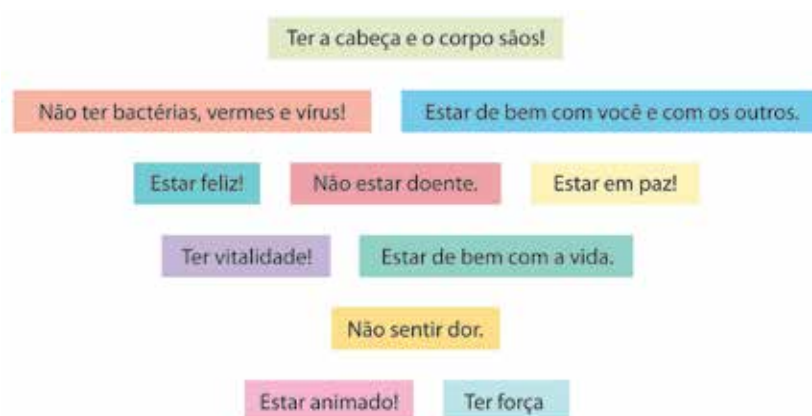 Ter a cabeça e o corpo sãos!
Não ter bactérias, vermes e vírus!
Estar de bem com você e com os outros.
Estar feliz!
Não estar doente.
Estar em paz!
Ter vitalidade!
Estar de bem com a vida.
Não sentir dor.
Estar animado!
Ter força